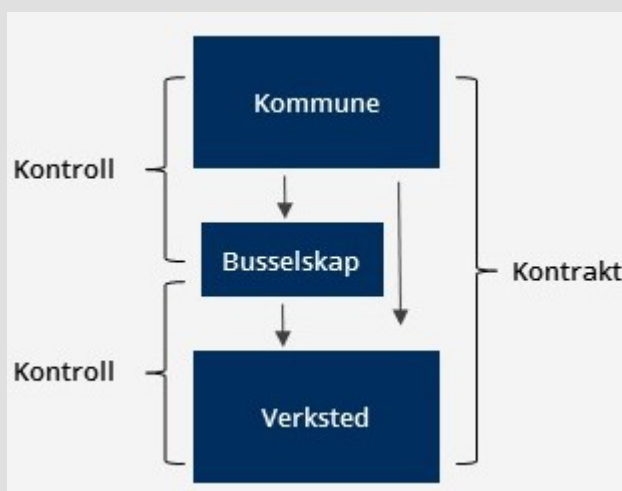 Kommune
Kontroll
Busselskap
Kontrakt
Kontroll
Verksted